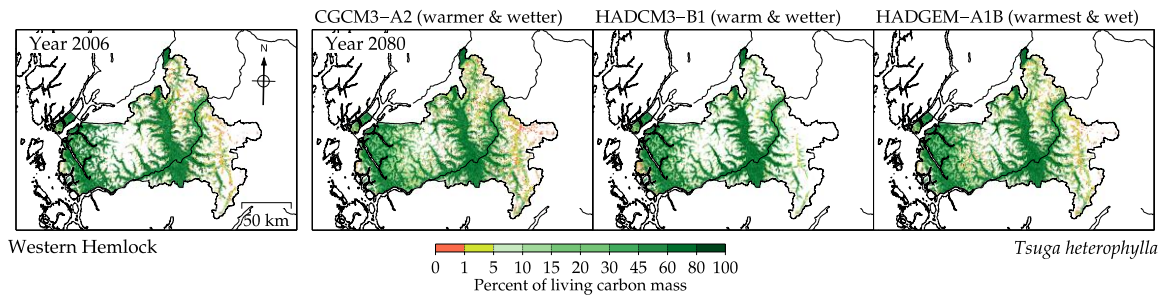 CGCM3−A2 (warmer & wetter)
HADCM3−B1 (warm & wetter)
HADGEM−A1B (warmest & wet)
Year 2006
N
Year 2080
50 km
Western Hemlock
Tsuga heterophylla
0 1 5 10 15 20 30 45 60 80 100
Percent of living carbon mass